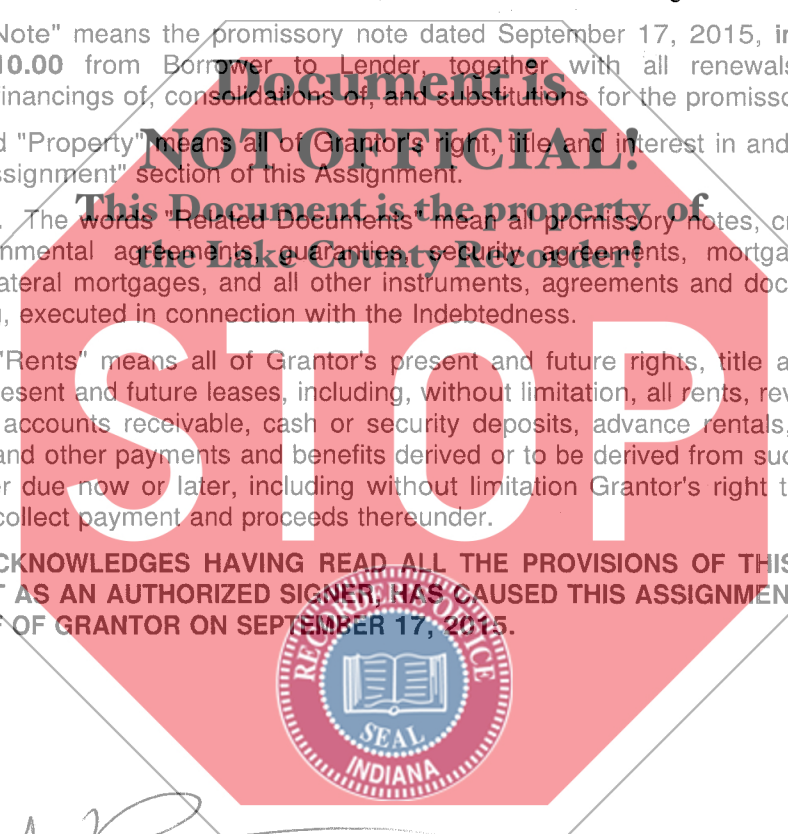 Note" means the promissory note dated September 17, 2015, in
10.00 from Borrower to Lender, together with all renewals
financings of, consolidations of, and substitutions for the promisso
Document is
"Property" means all of Grantor's right, title and interest in and
NOT OFFICIAL!
ssignment" section of this Assignment.
This Document is the property of
The words "Related Documents" mean all promissory notes, cr
the Lake County Recorder!
nmental agreements, guaranties, security agreements, mortga
ateral mortgages, and all other instruments, agreements and doc
, executed in connection with the Indebtedness.
"Rents" means all of Grantor's present and future rights, title a
esent and future leases, including, without limitation, all rents, rev
accounts receivable, cash or security deposits, advance rentals,
and other payments and benefits derived or to be derived from suc
r due now or later, including without limitation Grantor's right t
collect payment and proceeds thereunder.
STOP
CKNOWLEDGES HAVING READ ALL THE PROVISIONS OF THIS
T AS AN AUTHORIZED SIGNER, HAS CAUSED THIS ASSIGNMEN
F OF GRANTOR ON SEPTEMBER 17, 2015.
RECORDERS OFFICE
SEAL
INDIANA